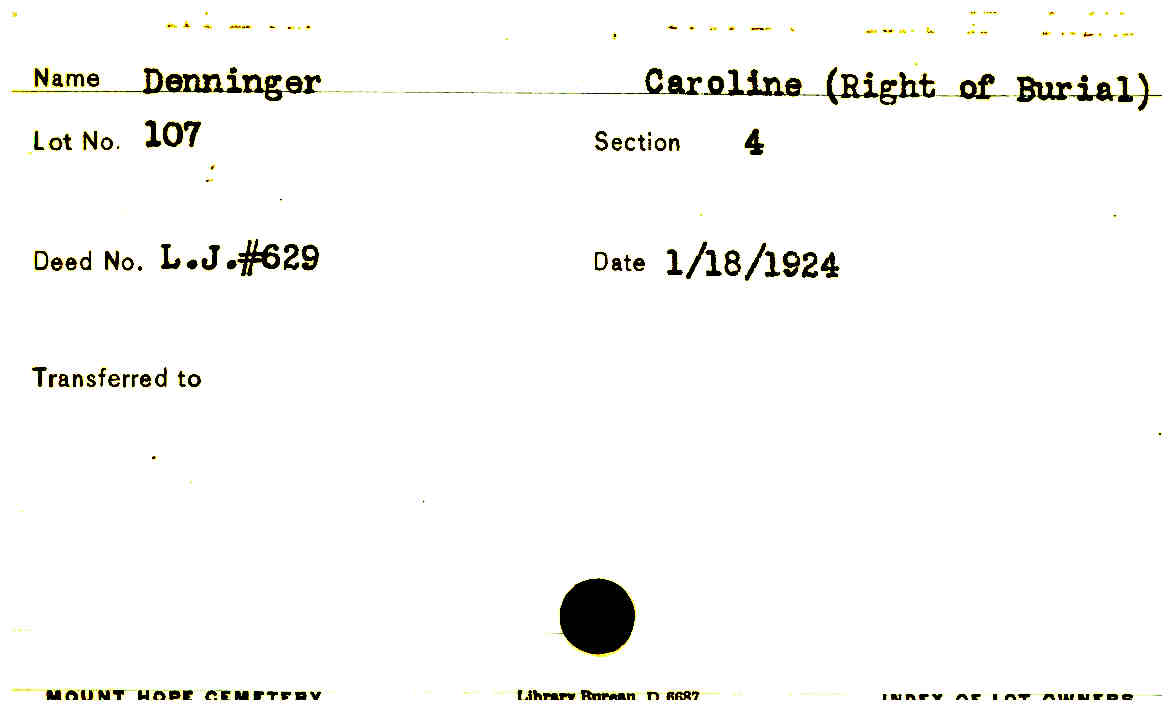 Name Denninger Caroline (Right of Burial)
Lot No. 107 Section 4
Deed No. L.J.#629 Date 1/18/1924
Transferred to
MOUNT HOPE CEMETERY Library Bureau D 6687 INDEX OF LOT OWNERS